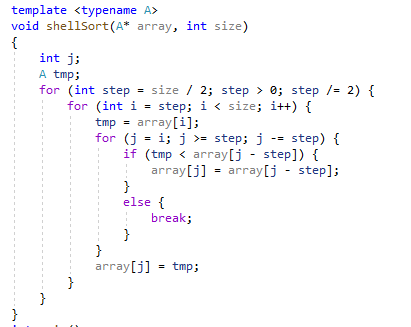 template <typename A>
void shellSort(A* array, int size)
{
    int j;
    A tmp;
    for (int step = size / 2; step > 0; step /= 2) {
        for (int i = step; i < size; i++) {
            tmp = array[i];
            for (j = i; j >= step; j -= step) {
                if (tmp < array[j - step]) {
                    array[j] = array[j - step];
                }
                else {
                    break;
                }
            }
            array[j] = tmp;
        }
    }
}